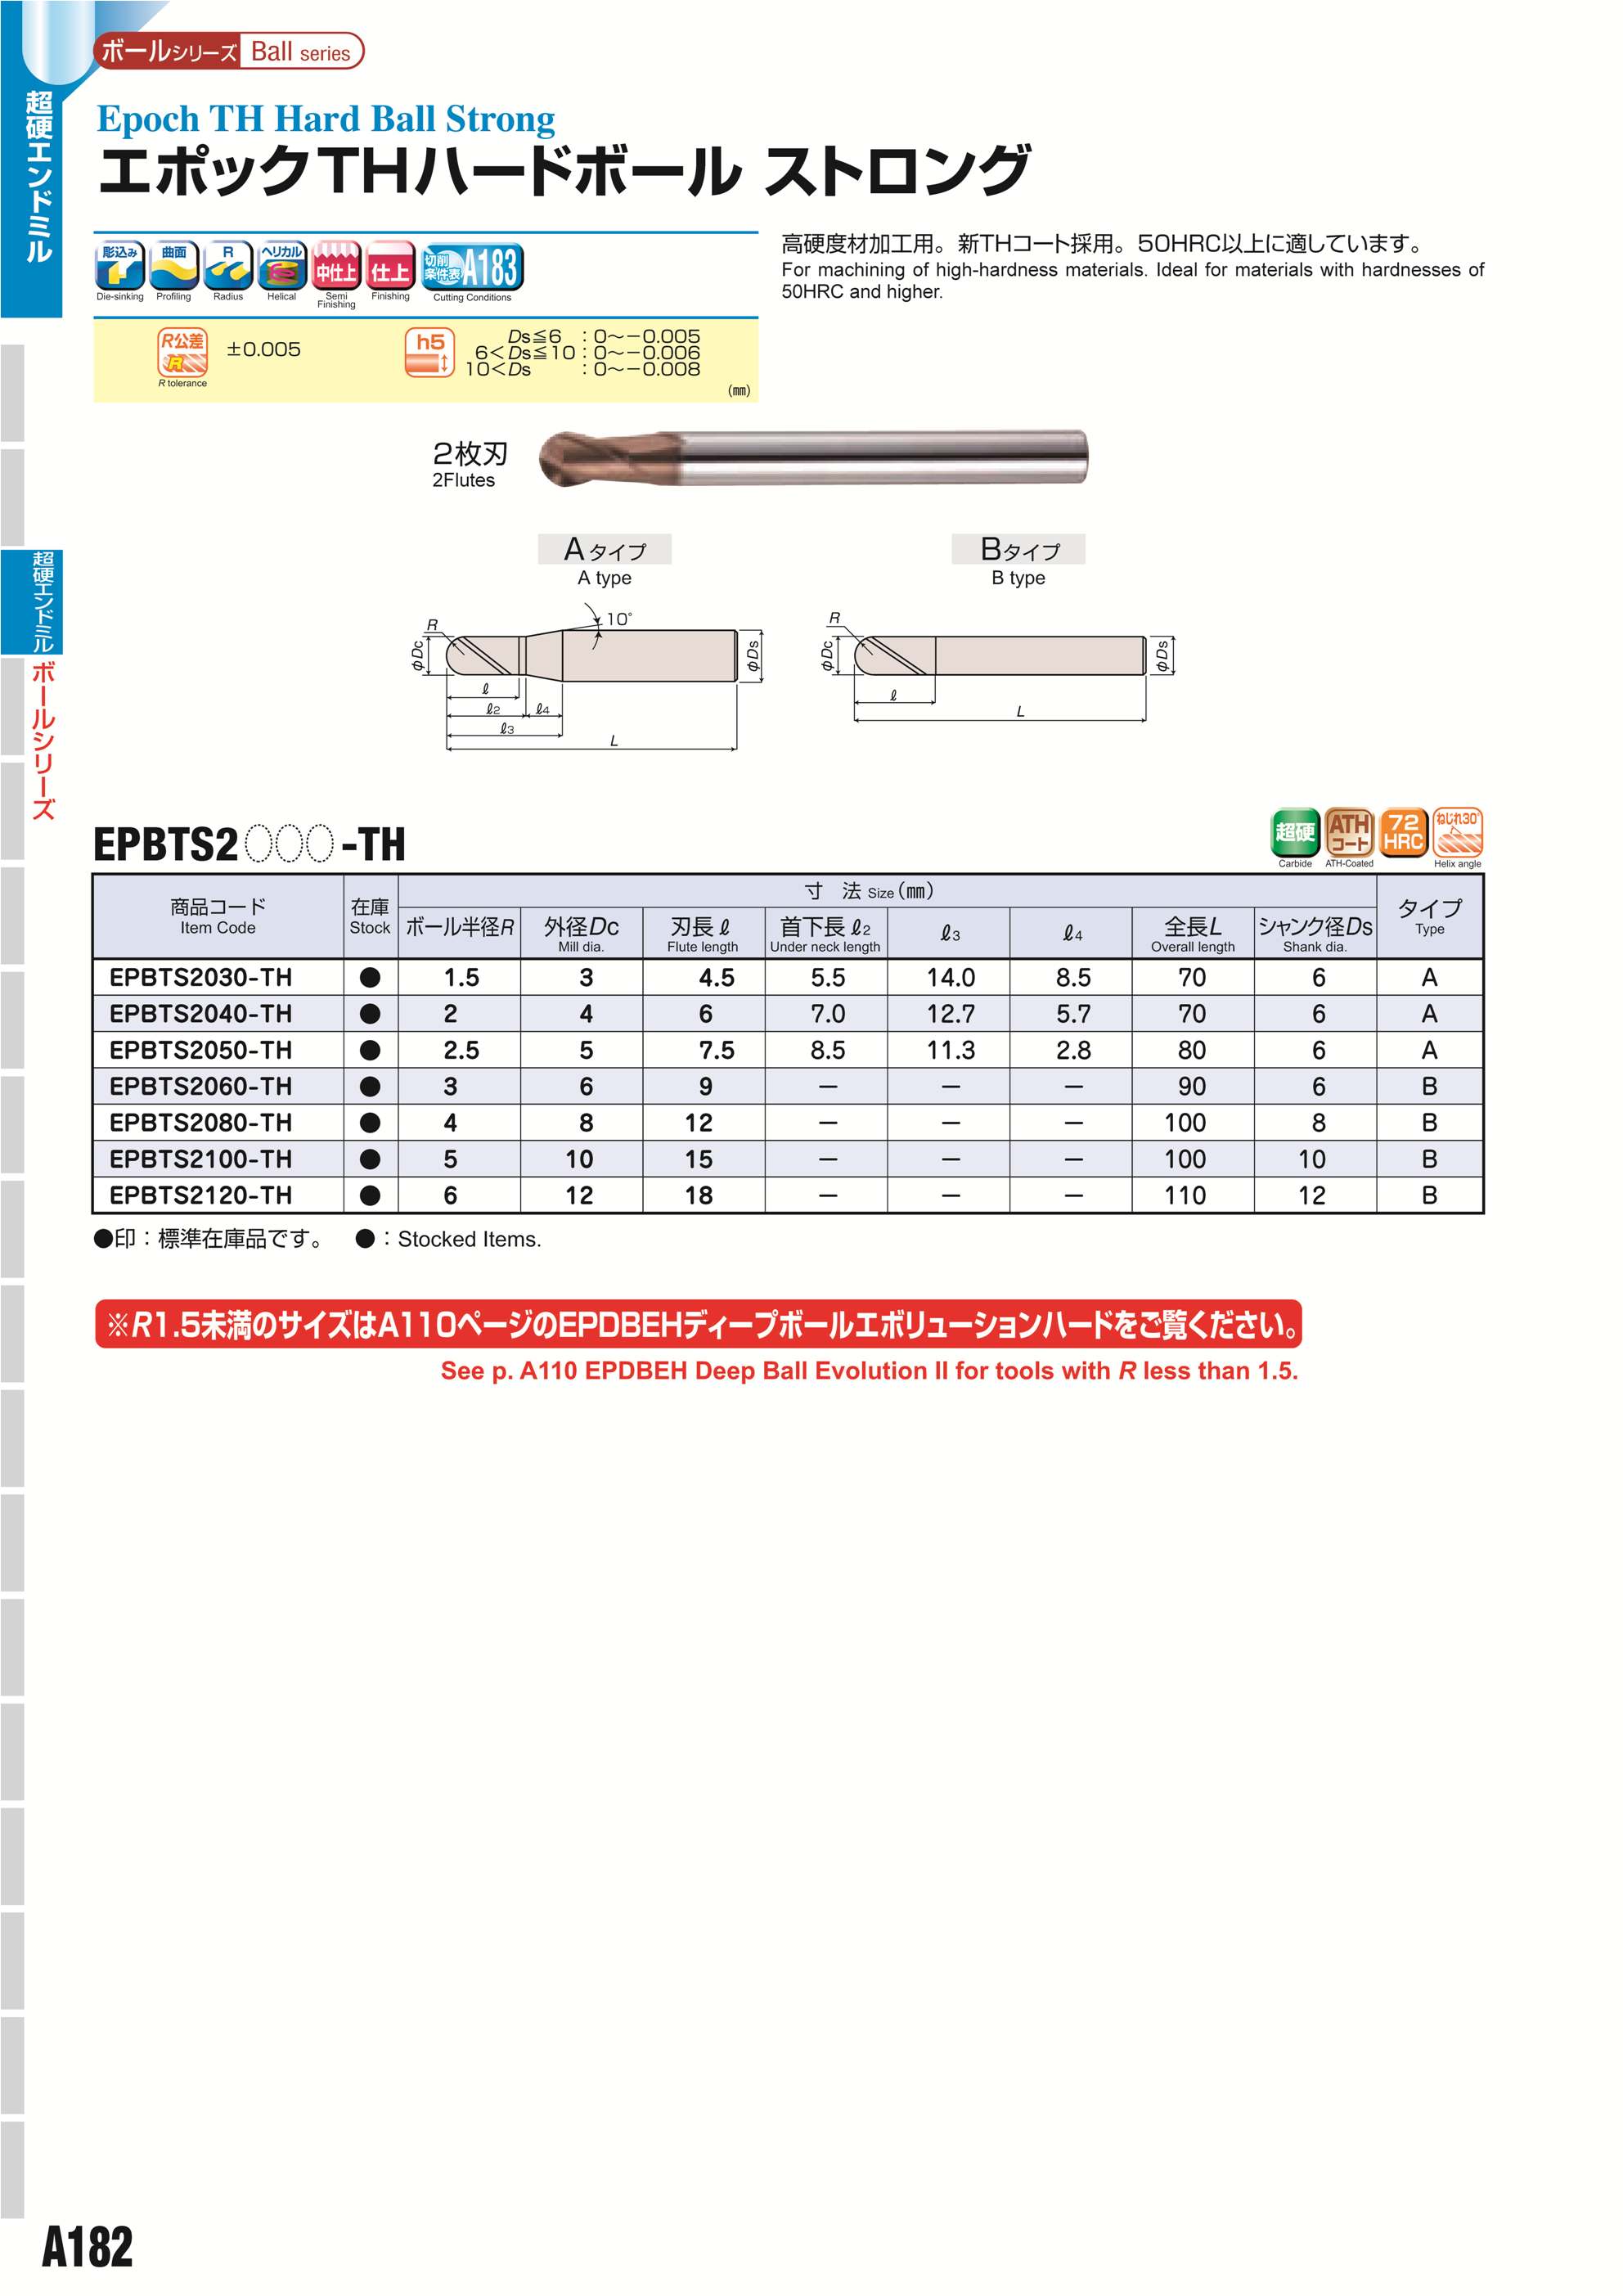 ボールシリーズ Ball series
超硬エンドミル
Epoch TH Hard Ball Strong
エポックTHハードボール ストロング
彫込み 曲面 R ヘリカル 中仕上 仕上 切削条件表 A183
Die-sinking Profiling Radius Helical Semi Finishing Finishing Cutting Conditions
高硬度材加工用。新THコート採用。50HRC以上に適しています。
For machining of high-hardness materials. Ideal for materials with hardnesses of
50HRC and higher.
R公差 R ±0.005
R tolerance
h5
Ds≦6 : 0〜−0.005
6<Ds≦10 : 0〜−0.006
10<Ds : 0〜−0.008
(㎜)
2枚刃
2Flutes
Aタイプ
A type
Bタイプ
B type
R φDc 10° φDs ℓ ℓ2 ℓ4 ℓ3 L
R φDc φDs ℓ L
超硬エンドミル
ボールシリーズ
EPBTS2○○○-TH
超硬 ATHコート 72HRC ねじれ30°
Carbide ATH-Coated Helix angle
商品コード Item Code 在庫 Stock 寸 法 Size(㎜) タイプ Type
ボール半径R 外径Dc Mill dia. 刃長ℓ Flute length 首下長ℓ2 Under neck length ℓ3 ℓ4 全長L Overall length シャンク径Ds Shank dia.
EPBTS2030-TH ● 1.5 3 4.5 5.5 14.0 8.5 70 6 A
EPBTS2040-TH ● 2 4 6 7.0 12.7 5.7 70 6 A
EPBTS2050-TH ● 2.5 5 7.5 8.5 11.3 2.8 80 6 A
EPBTS2060-TH ● 3 6 9 − − − 90 6 B
EPBTS2080-TH ● 4 8 12 − − − 100 8 B
EPBTS2100-TH ● 5 10 15 − − − 100 10 B
EPBTS2120-TH ● 6 12 18 − − − 110 12 B
●印：標準在庫品です。 ●：Stocked Items.
※R1.5未満のサイズはA110ページのEPDBEHディープボールエボリューションハードをご覧ください。
See p. A110 EPDBEH Deep Ball Evolution II for tools with R less than 1.5.
A182